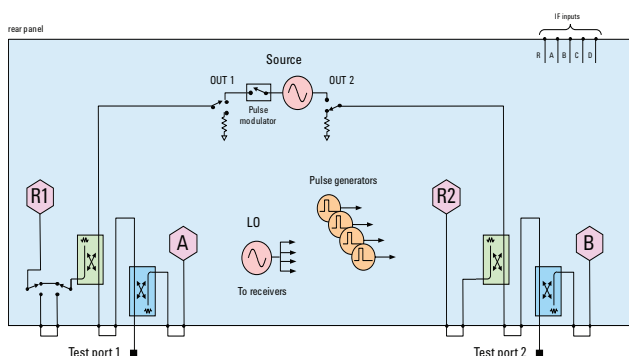 IF inputs
rear panel
R A B C D
Source
OUT 1
OUT 2
Pulse
modulator
Pulse generators
R1
R2
LO
A
B
To receivers
Test port 1
Test port 2